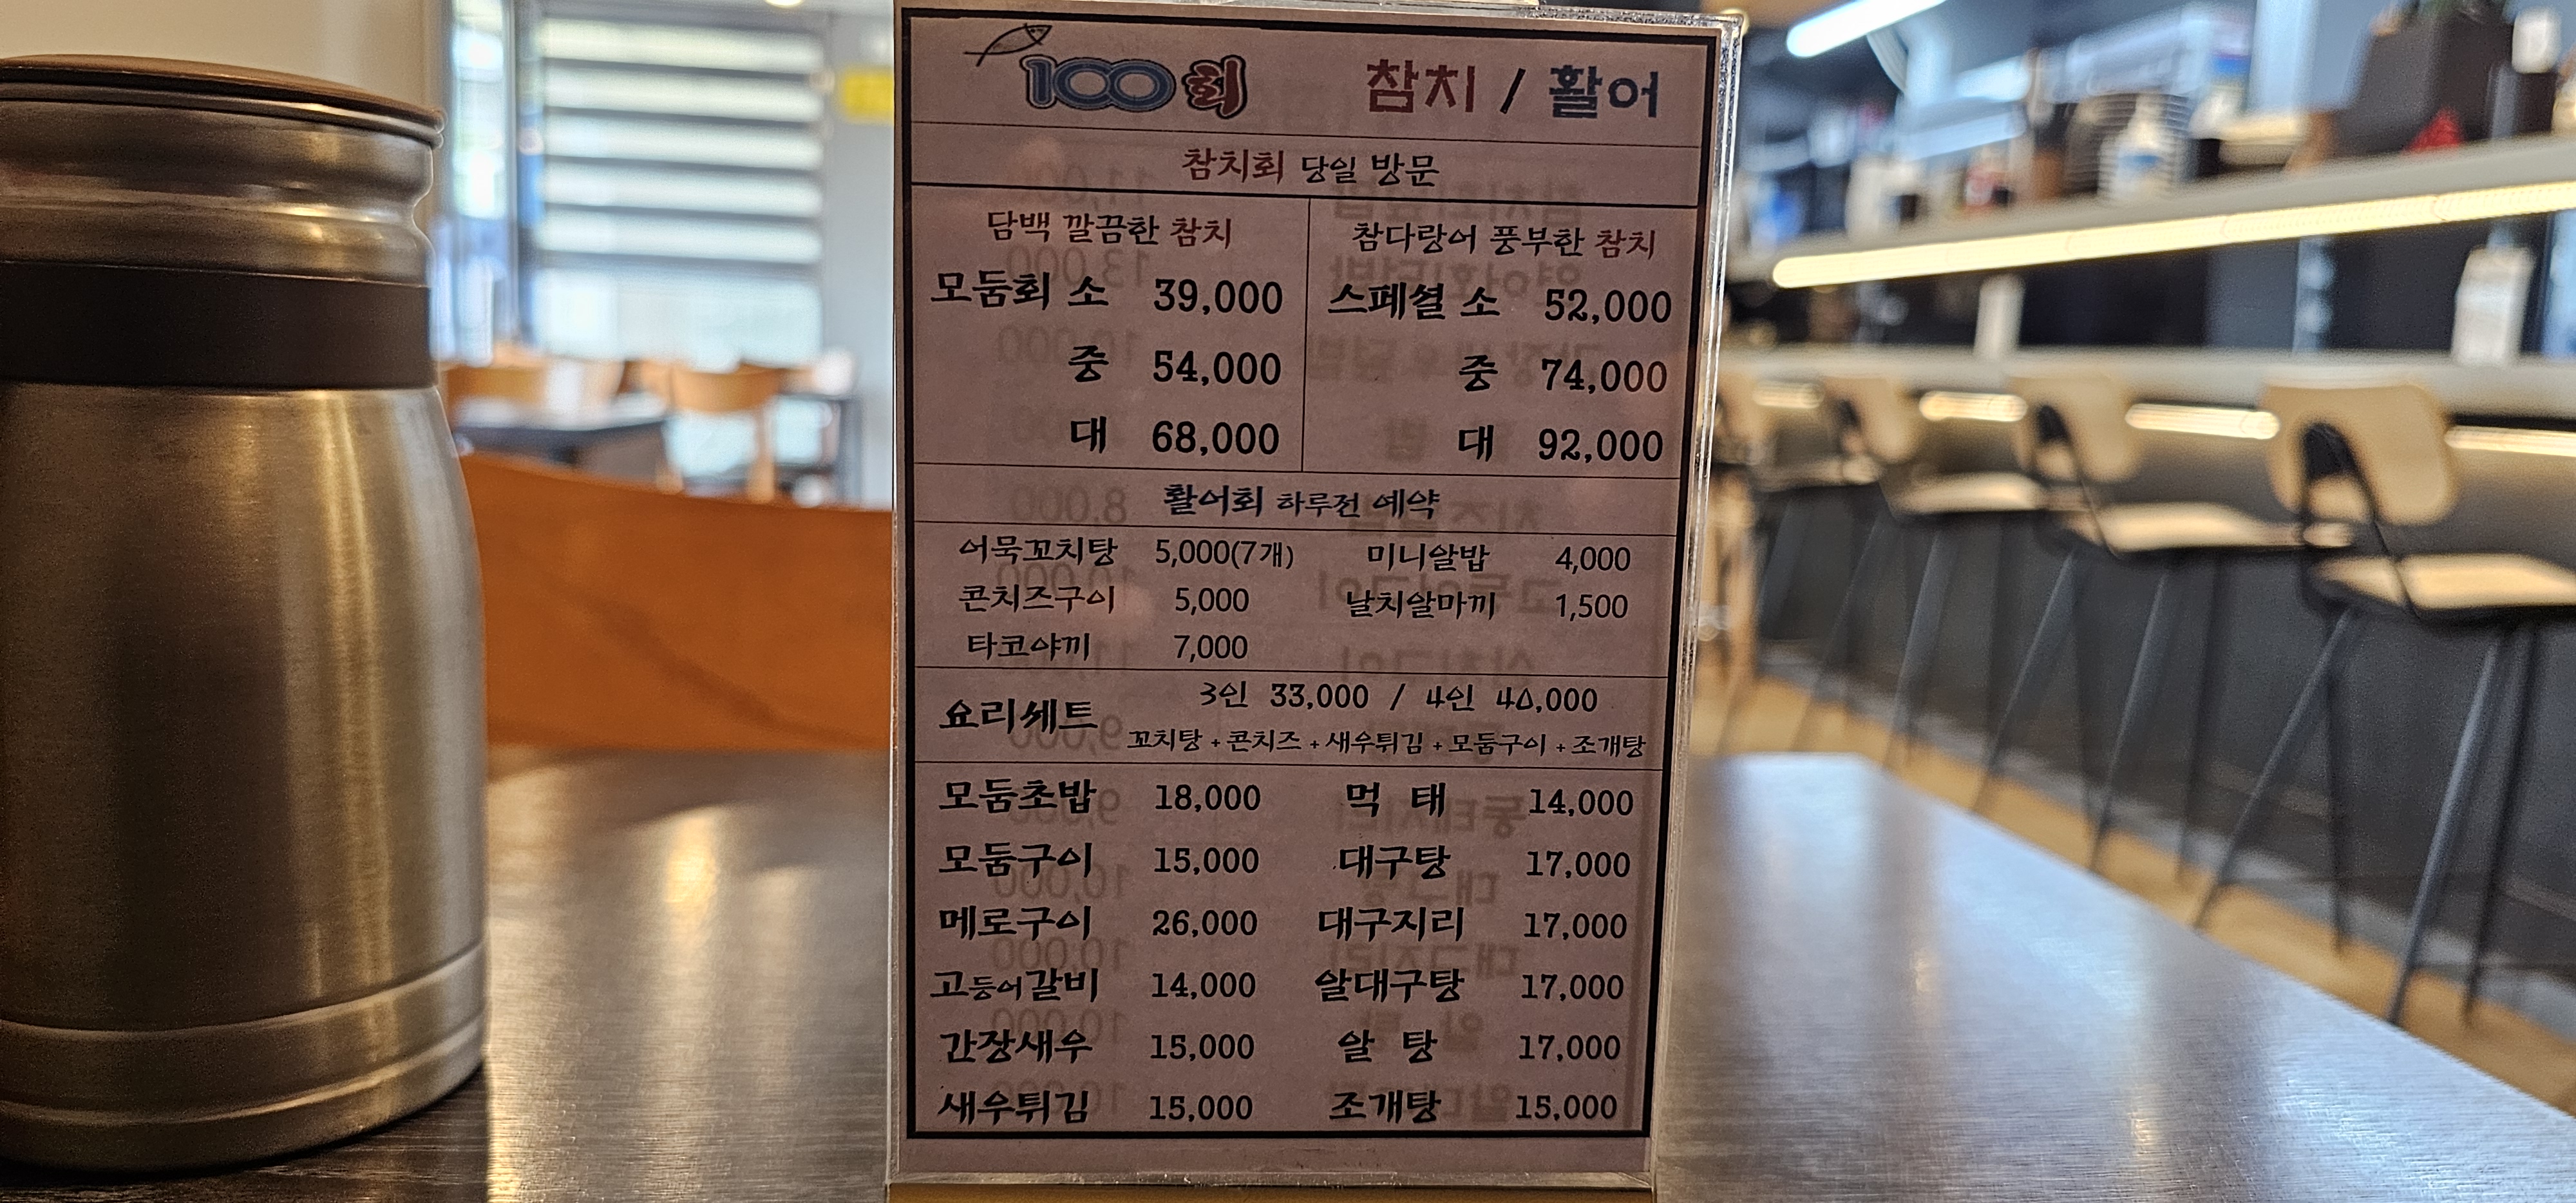 100회 참치 / 활어
참치회 당일 방문
담백 깔끔한 참치
모둠회 소 39,000
중 54,000
대 68,000
참다랑어 풍부한 참치
스페셜 소 52,000
중 74,000
대 92,000
활어회 하루전 예약
어묵꼬치탕 5,000(7개) 미니알밥 4,000
콘치즈구이 5,000 날치알마끼 1,500
타코야끼 7,000
요리세트 3인 33,000 / 4인 40,000
꼬치탕 + 콘치즈 + 새우튀김 + 모둠구이 + 조개탕
모둠초밥 18,000 먹 태 14,000
모둠구이 15,000 대구탕 17,000
메로구이 26,000 대구지리 17,000
고등어갈비 14,000 알대구탕 17,000
간장새우 15,000 알 탕 17,000
새우튀김 15,000 조개탕 15,000